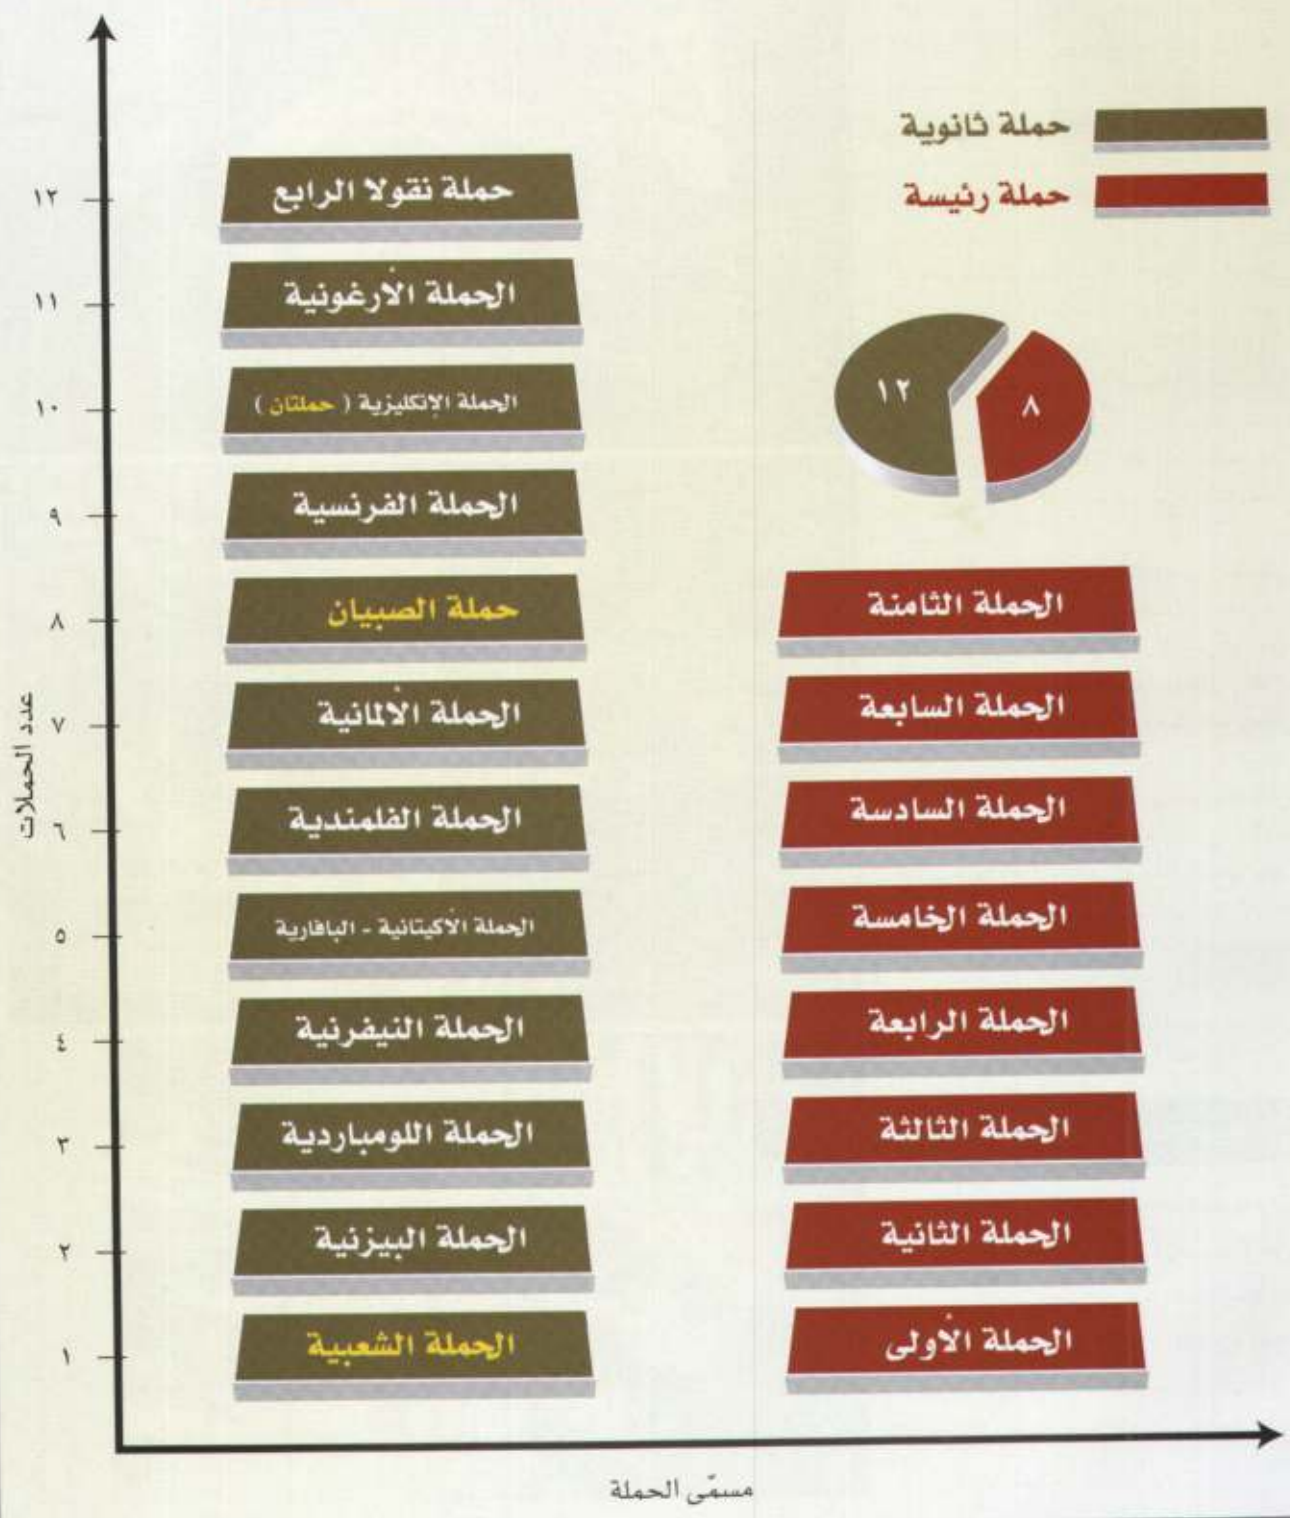 حملة ثانوية
حملة رئيسة
١٢
٨
١٢
١١
١٠
٩
٨
٧
٦
٥
٤
٣
٢
١
عدد الحملات
حملة نقولا الرابع
الحملة الأرغونية
الحملة الإنكليزية ( حملتان )
الحملة الفرنسية
حملة الصبيان
الحملة الألمانية
الحملة الفلمندية
الحملة الأكيتانية - البافارية
الحملة النيفرنية
الحملة اللومباردية
الحملة البيزنية
الحملة الشعبية
الحملة الثامنة
الحملة السابعة
الحملة السادسة
الحملة الخامسة
الحملة الرابعة
الحملة الثالثة
الحملة الثانية
الحملة الأولى
مسمّى الحملة